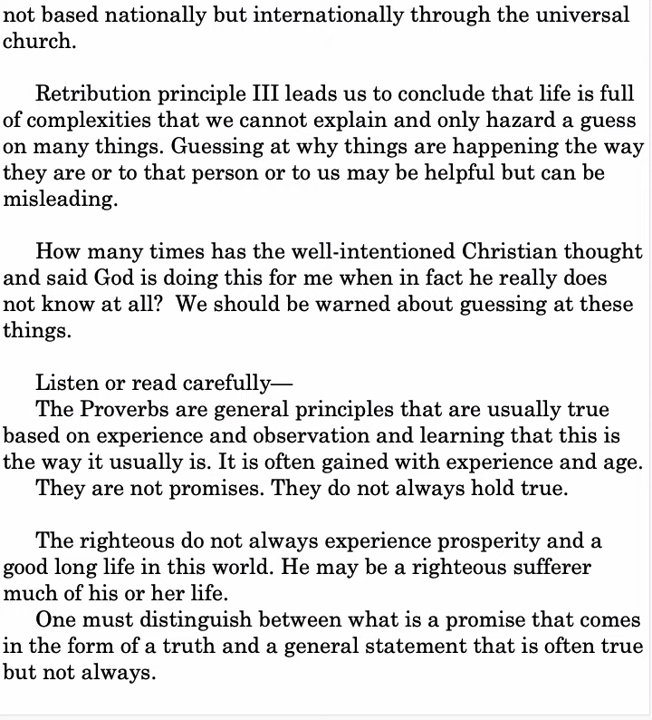 not based nationally but internationally through the universal
church.
Retribution principle III leads us to conclude that life is full
of complexities that we cannot explain and only hazard a guess
on many things. Guessing at why things are happening the way
they are or to that person or to us may be helpful but can be
misleading.
How many times has the well-intentioned Christian thought
and said God is doing this for me when in fact he really does
not know at all?  We should be warned about guessing at these
things.
Listen or read carefully—
The Proverbs are general principles that are usually true
based on experience and observation and learning that this is
the way it usually is. It is often gained with experience and age.
They are not promises. They do not always hold true.
The righteous do not always experience prosperity and a
good long life in this world. He may be a righteous sufferer
much of his or her life.
One must distinguish between what is a promise that comes
in the form of a truth and a general statement that is often true
but not always.